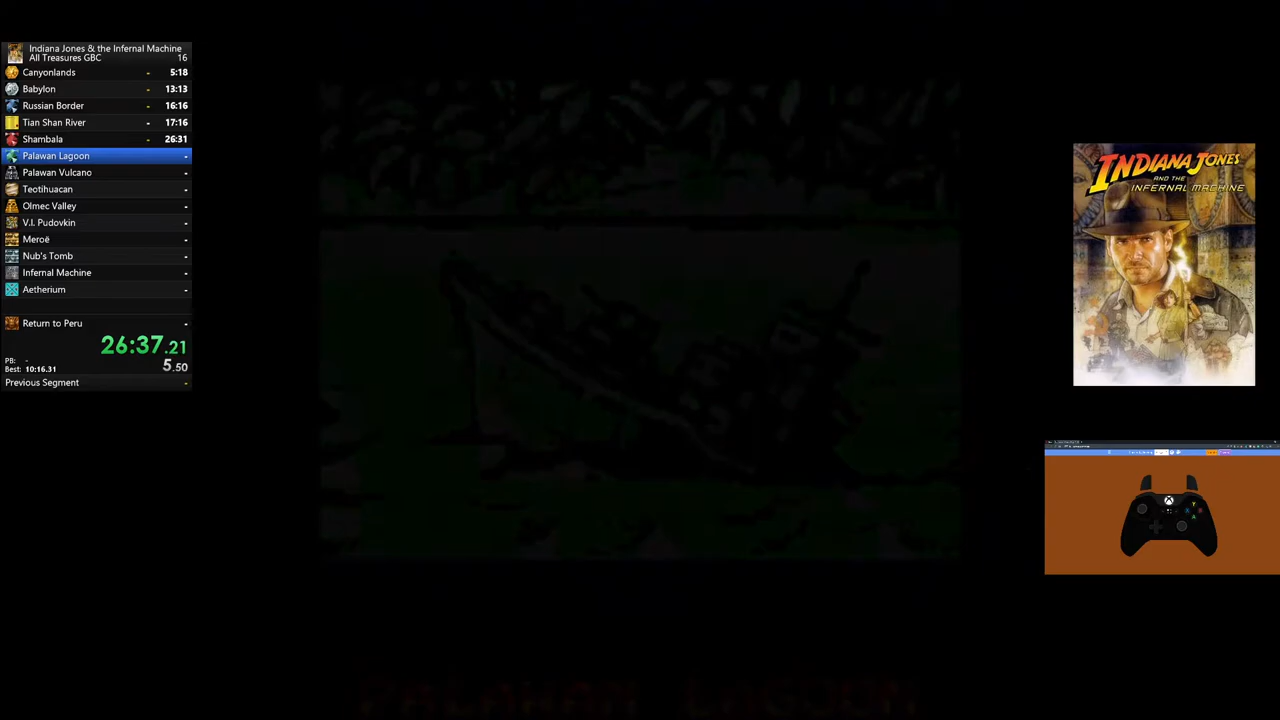 Indiana Jones & the Infernal Machine
All Treasures GBC 16
Canyonlands - 5:18
Babylon - 13:13
Russian Border - 16:16
Tian Shan River - 17:16
Shambala - 26:31
Palawan Lagoon -
Palawan Vulcano -
Teotihuacan -
Olmec Valley -
V.I. Pudovkin -
Meroë -
Nub's Tomb -
Infernal Machine -
Aetherium -
Return to Peru -
26:37.21
PB: -
Best: 10:16.31 5.50
Previous Segment -
INDIANA JONES
AND THE
INFERNAL MACHINE
PALAWAN LAGOON